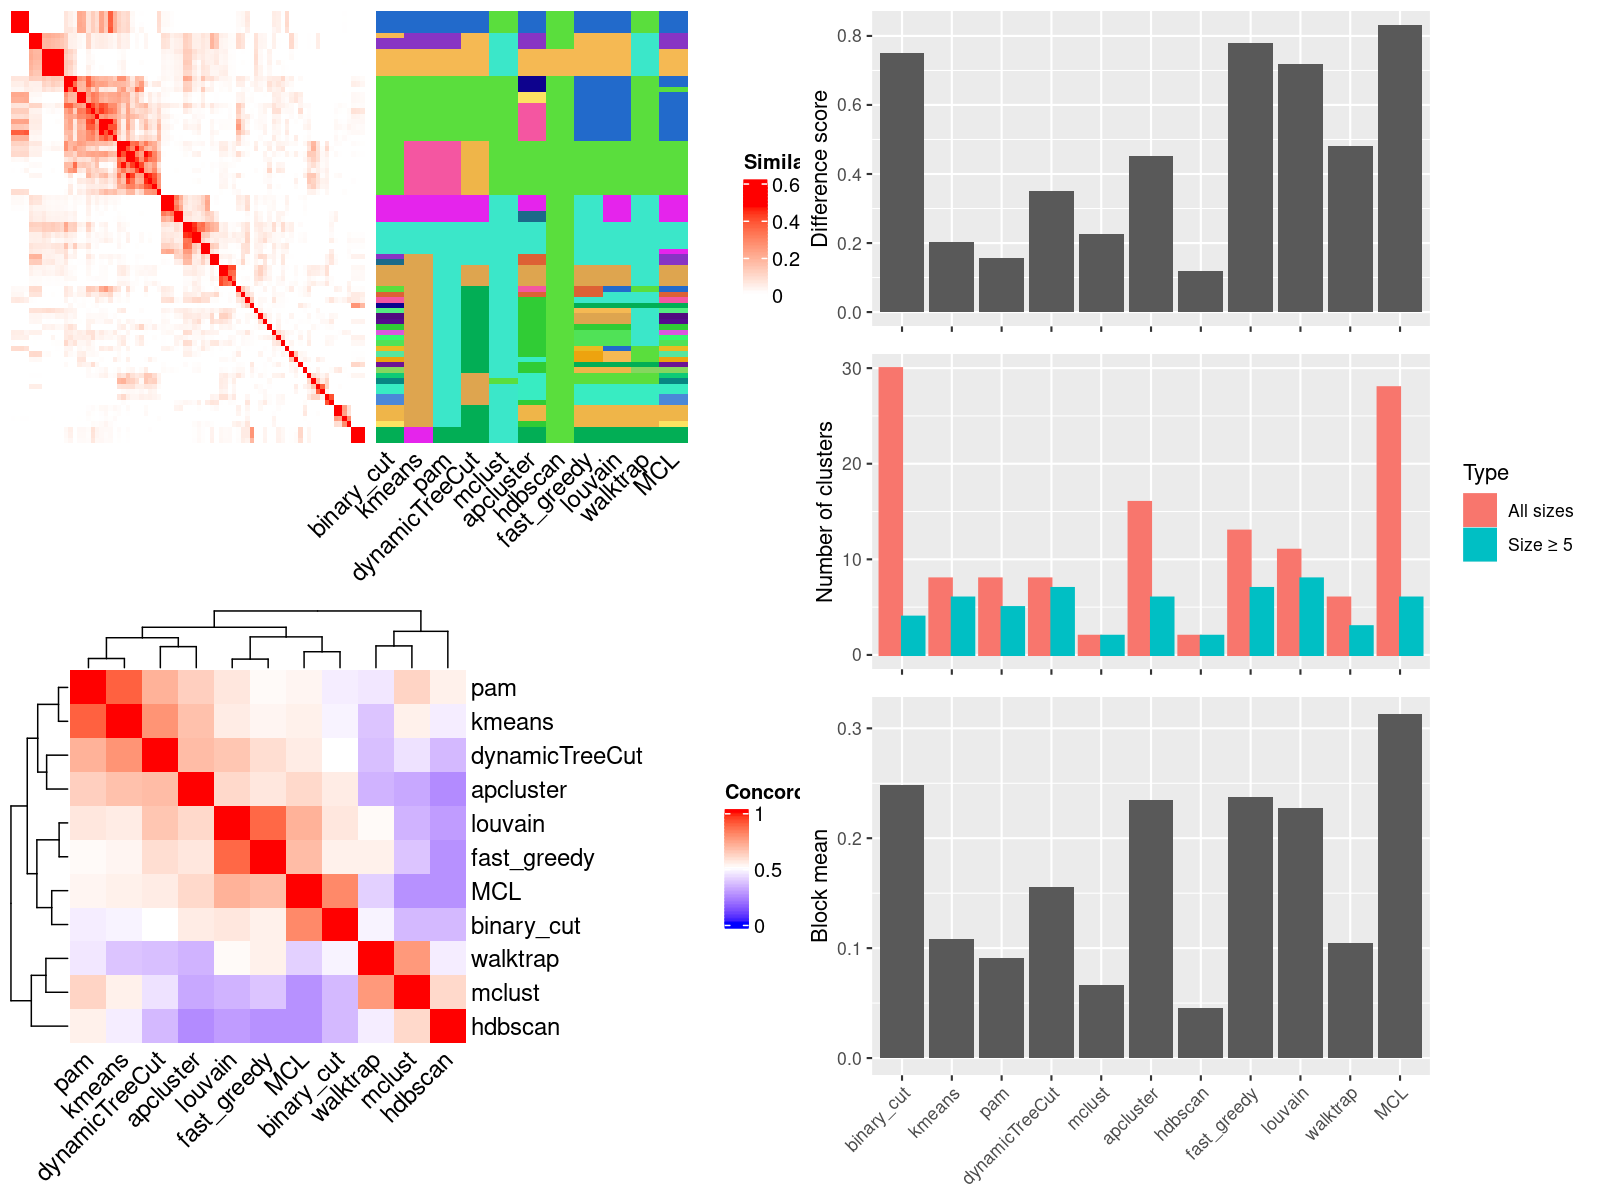 Simila
0.6
0.4
0.2
0
binary_cut
kmeans
pam
dynamicTreeCut
mclust
apcluster
hdbscan
fast_greedy
louvain
walktrap
MCL
pam
kmeans
dynamicTreeCut
apcluster
louvain
fast_greedy
MCL
binary_cut
walktrap
mclust
hdbscan
pam
kmeans
dynamicTreeCut
apcluster
louvain
fast_greedy
MCL
binary_cut
walktrap
mclust
hdbscan
Concord
1
0.5
0
Difference score
0.8
0.6
0.4
0.2
0.0
Number of clusters
30
20
10
0
Type
All sizes
Size ≥ 5
Block mean
0.3
0.2
0.1
0.0
binary_cut
kmeans
pam
dynamicTreeCut
mclust
apcluster
hdbscan
fast_greedy
louvain
walktrap
MCL